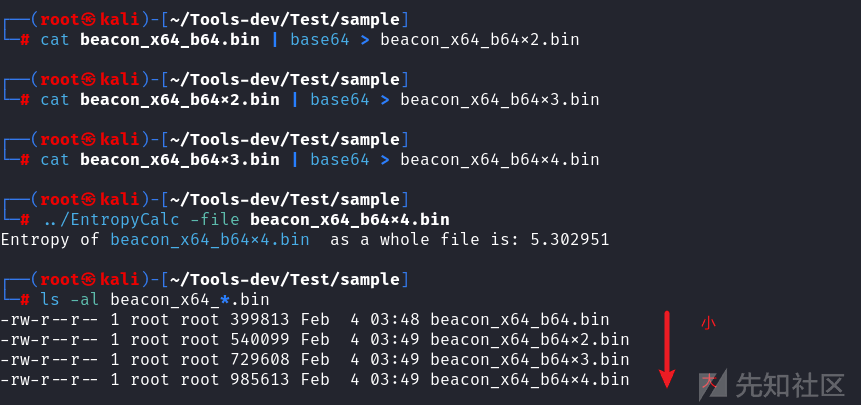 ┌──(root㉿kali)-[~/Tools-dev/Test/sample]
└─# cat beacon_x64_b64.bin | base64 > beacon_x64_b64×2.bin
┌──(root㉿kali)-[~/Tools-dev/Test/sample]
└─# cat beacon_x64_b64×2.bin | base64 > beacon_x64_b64×3.bin
┌──(root㉿kali)-[~/Tools-dev/Test/sample]
└─# cat beacon_x64_b64×3.bin | base64 > beacon_x64_b64×4.bin
┌──(root㉿kali)-[~/Tools-dev/Test/sample]
└─# ../EntropyCalc -file beacon_x64_b64×4.bin
Entropy of beacon_x64_b64×4.bin  as a whole file is: 5.302951
┌──(root㉿kali)-[~/Tools-dev/Test/sample]
└─# ls -al beacon_x64_*.bin
-rw-r--r-- 1 root root 399813 Feb  4 03:48 beacon_x64_b64.bin 小
-rw-r--r-- 1 root root 540099 Feb  4 03:49 beacon_x64_b64×2.bin
-rw-r--r-- 1 root root 729608 Feb  4 03:49 beacon_x64_b64×3.bin
-rw-r--r-- 1 root root 985613 Feb  4 03:49 beacon_x64_b64×4.bin 大
先知社区